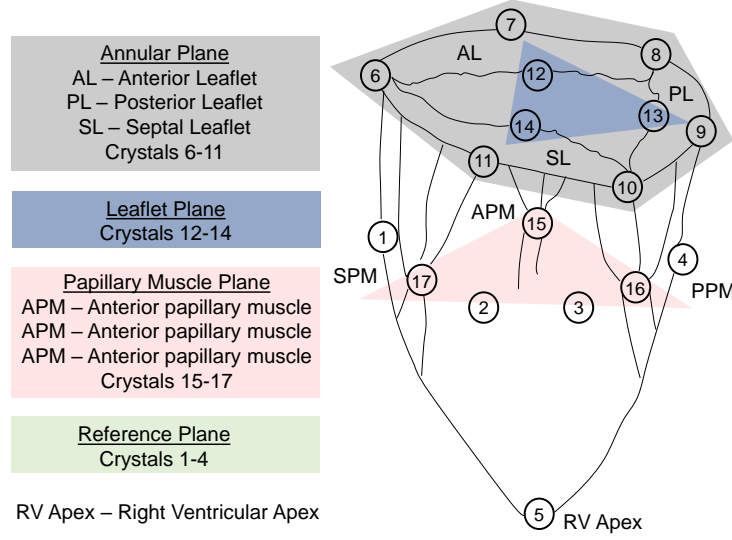 Annular Plane
AL – Anterior Leaflet
PL – Posterior Leaflet
SL – Septal Leaflet
Crystals 6-11
Leaflet Plane
Crystals 12-14
Papillary Muscle Plane
APM – Anterior papillary muscle
APM – Anterior papillary muscle
APM – Anterior papillary muscle
Crystals 15-17
Reference Plane
Crystals 1-4
RV Apex – Right Ventricular Apex
7
AL
8
6
12
PL
13
14
9
SL
11
10
APM
15
1
4
SPM
17
16
PPM
2
3
5
RV Apex